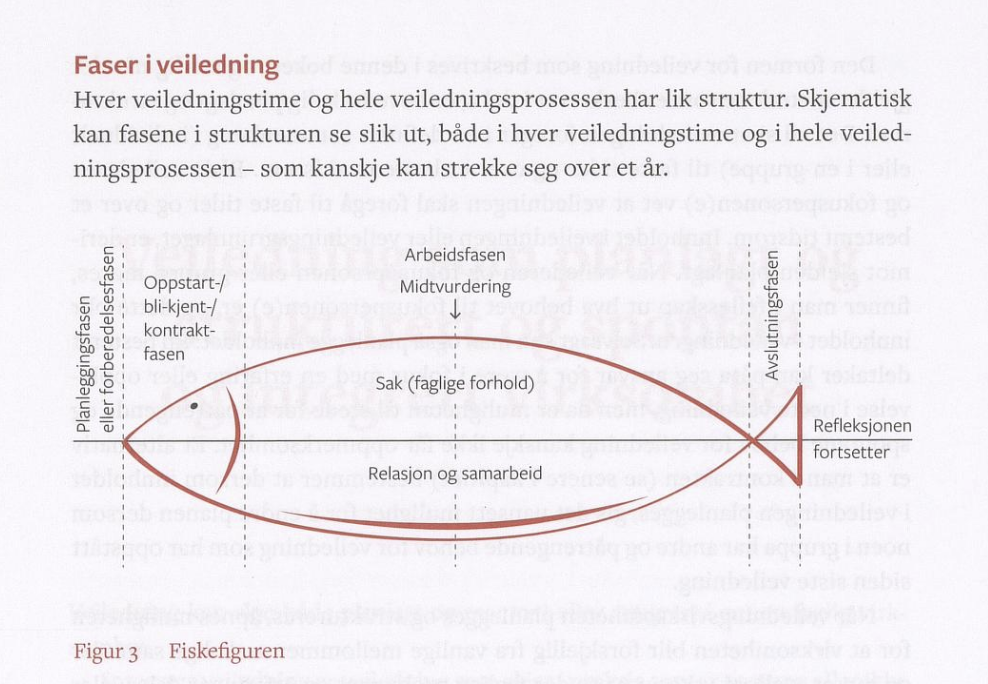 Faser i veiledning
Hver veiledningstime og hele veiledningsprosessen har lik struktur. Skjematisk
kan fasene i strukturen se slik ut, både i hver veiledningstime og i hele veiled-
ningsprosessen – som kanskje kan strekke seg over et år.
Planleggingsfasen
eller forberedelsesfasen
Oppstart-/
bli-kjent-/
kontrakt-
fasen
Arbeidsfasen
Midtvurdering
Sak (faglige forhold)
Relasjon og samarbeid
Avslutningsfasen
Refleksjonen
fortsetter
Figur 3 Fiskefiguren